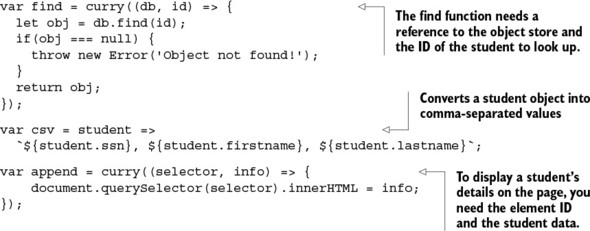 var find = curry((db, id) => {
  let obj = db.find(id);
  if(obj === null) {
    throw new Error('Object not found!');
  }
  return obj;
});
The find function needs a
reference to the object store and
the ID of the student to look up.
var csv = student =>
  `${student.ssn}, ${student.firstname}, ${student.lastname}`;
Converts a student object into
comma-separated values
var append = curry((selector, info) => {
    document.querySelector(selector).innerHTML = info;
});
To display a student's
details on the page, you
need the element ID
and the student data.